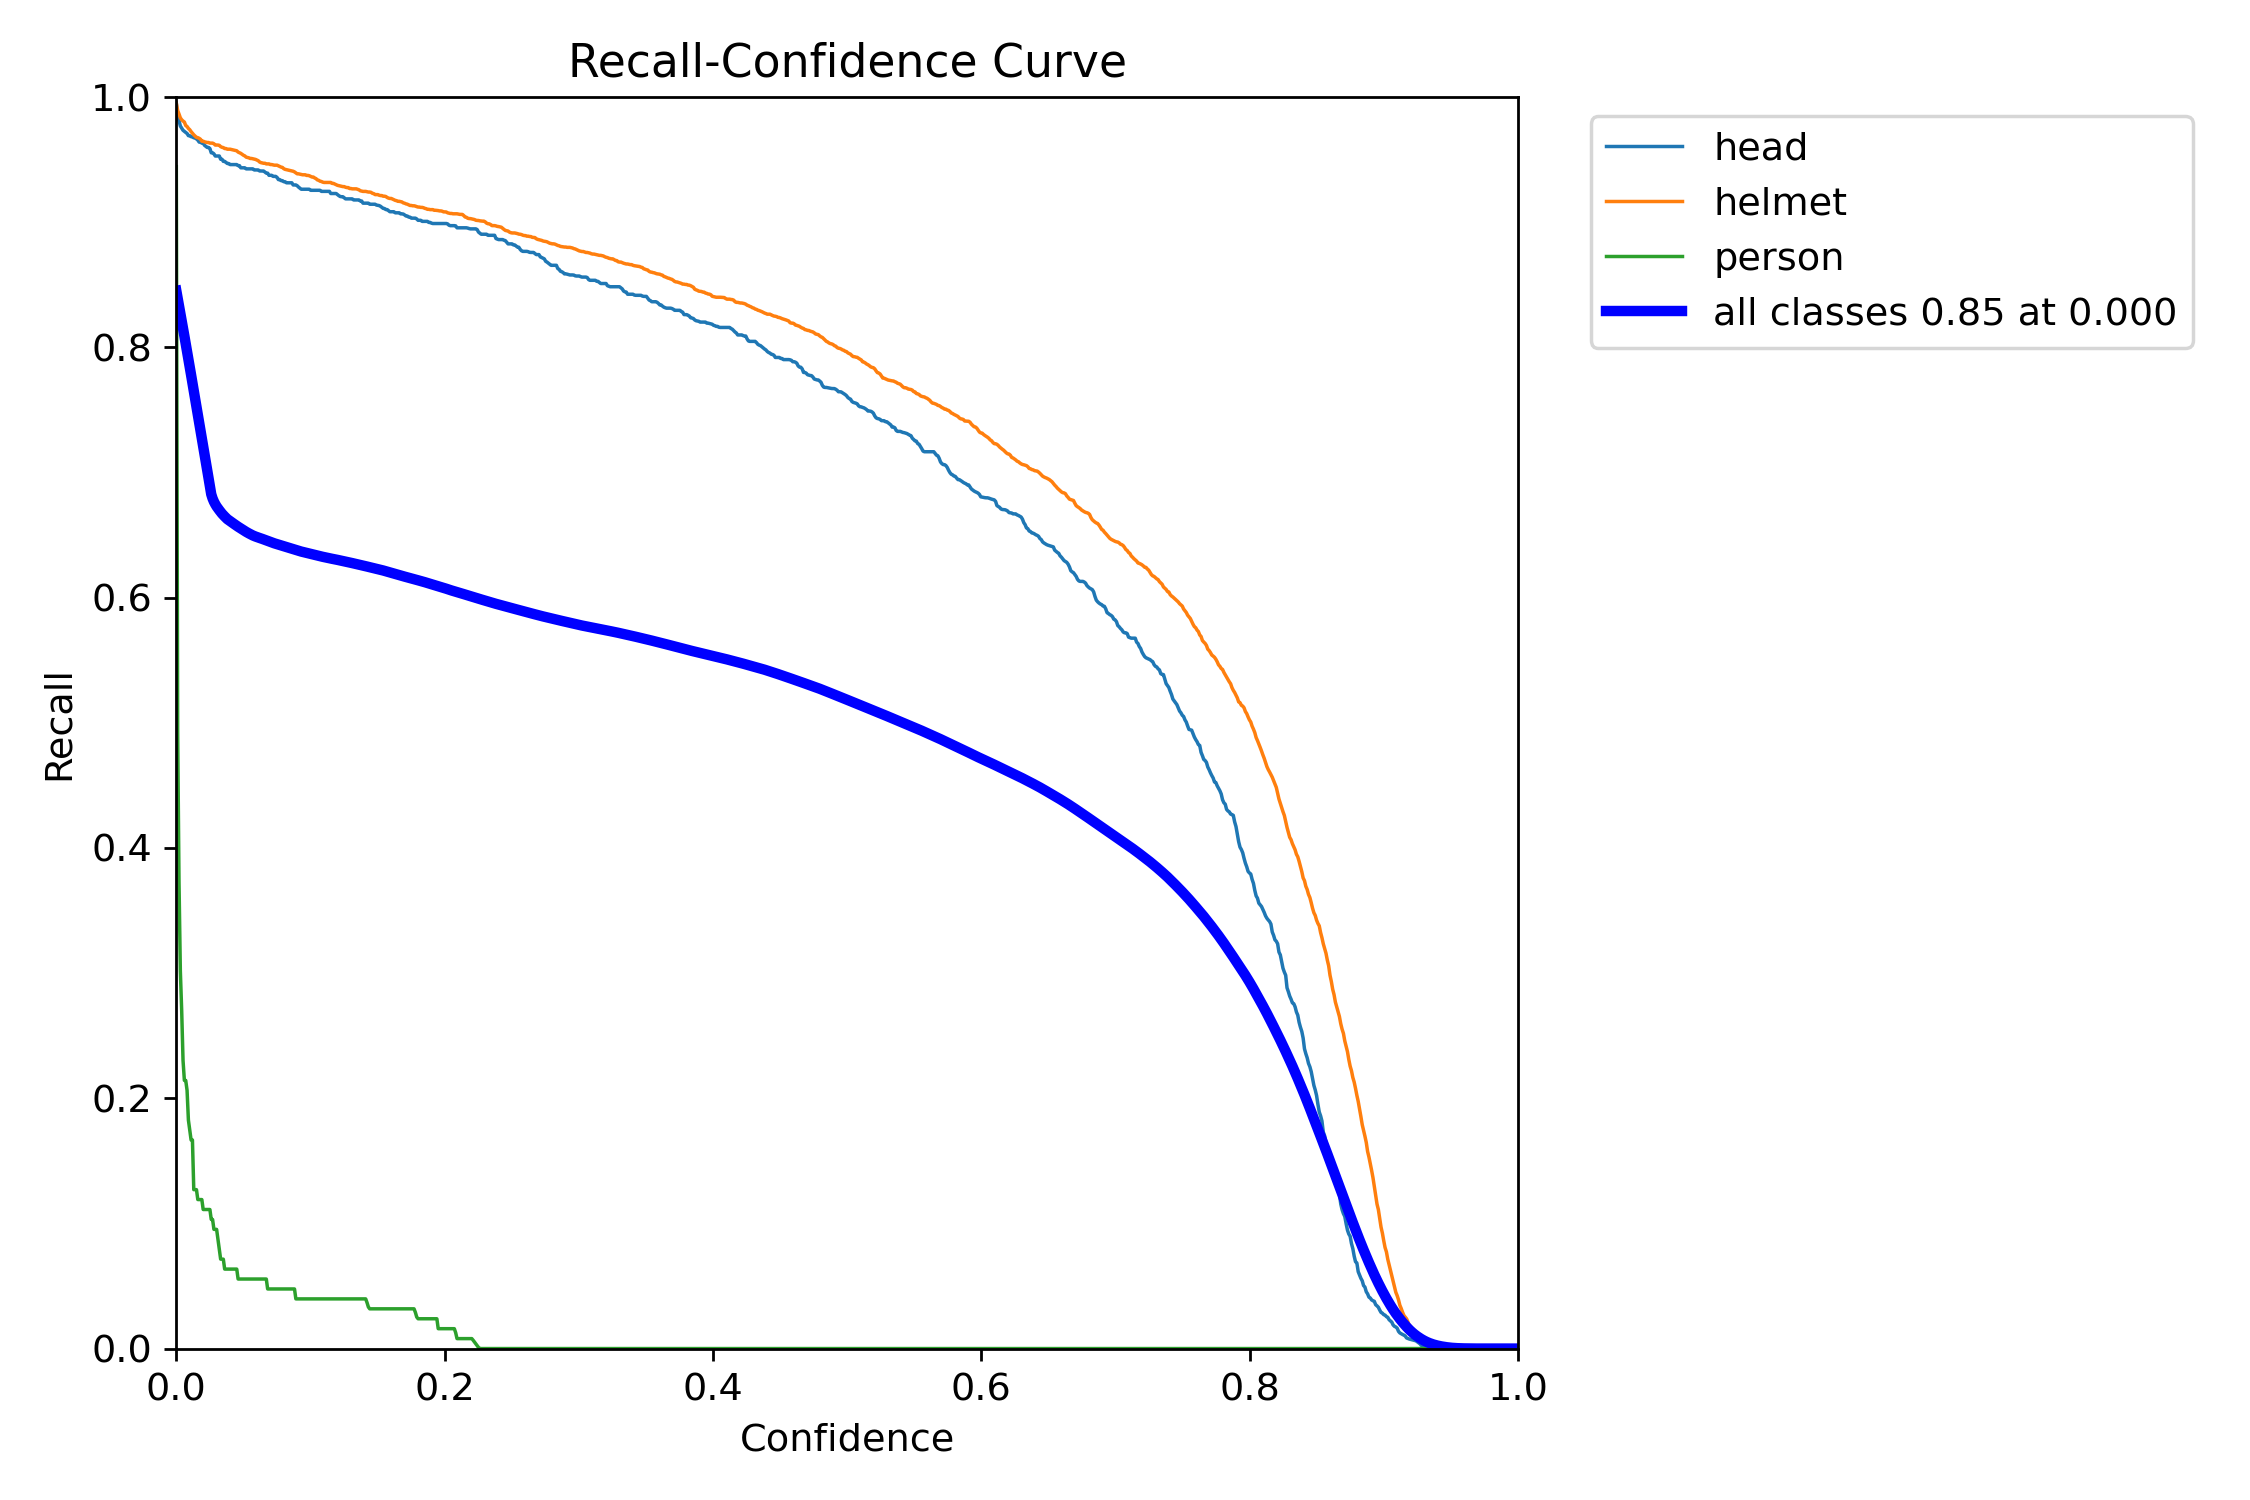 Recall-Confidence Curve
1.0
0.8
0.6
0.4
0.2
0.0
Recall
0.0 0.2 0.4 0.6 0.8 1.0
Confidence
head
helmet
person
all classes 0.85 at 0.000